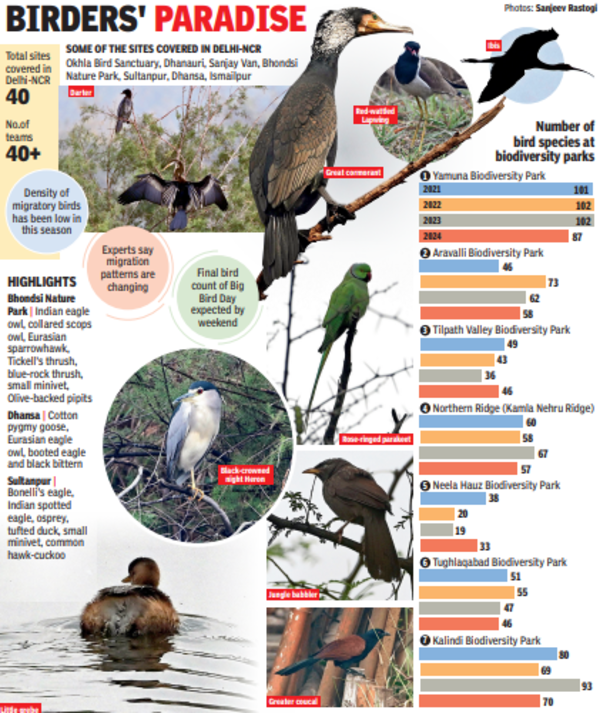 BIRDERS' PARADISE
Photos: Sanjeev Rastogi
Total sites
covered in
Delhi-NCR
40
No.of
teams
40+
SOME OF THE SITES COVERED IN DELHI-NCR
Okhla Bird Sanctuary, Dhanauri, Sanjay Van, Bhondsi
Nature Park, Sultanpur, Dhansa, Ismailpur
Darter
Great cormorant
Red-wattled
Lapwing
Ibis
Density of
migratory birds
has been low in
this season
Experts say
migration
patterns are
changing
Final bird
count of Big
Bird Day
expected by
weekend
HIGHLIGHTS
Bhondsi Nature
Park | Indian eagle
owl, collared scops
owl, Eurasian
sparrowhawk,
Tickell's thrush,
blue-rock thrush,
small minivet,
Olive-backed pipits
Dhansa | Cotton
pygmy goose,
Eurasian eagle
owl, booted eagle
and black bittern
Sultanpur |
Bonelli's eagle,
Indian spotted
eagle, osprey,
tufted duck, small
minivet, common
hawk-cuckoo
Black-crowned
night Heron
Rose-ringed parakeet
Jungle babbler
Greater coucal
Little grebe
Number of
bird species at
biodiversity parks
1 Yamuna Biodiversity Park
2021 101
2022 102
2023 102
2024 87
2 Aravalli Biodiversity Park
46
73
62
58
3 Tilpath Valley Biodiversity Park
49
43
36
46
4 Northern Ridge (Kamla Nehru Ridge)
60
58
67
57
5 Neela Hauz Biodiversity Park
38
20
19
33
6 Tughlaqabad Biodiversity Park
51
55
47
46
7 Kalindi Biodiversity Park
80
69
93
70